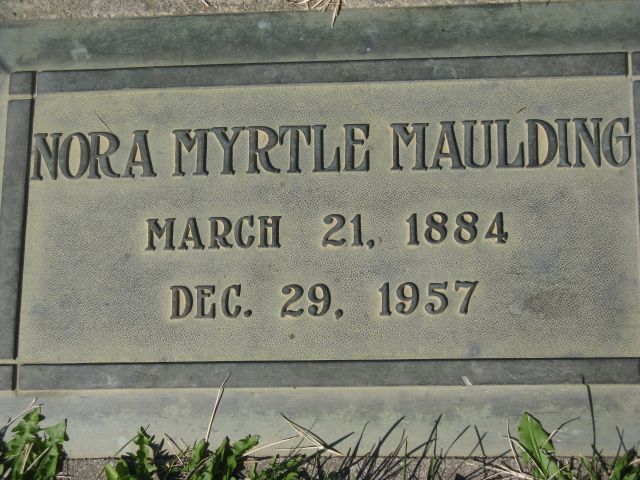 NORA MYRTLE MAULDING
MARCH 21, 1884
DEC. 29, 1957